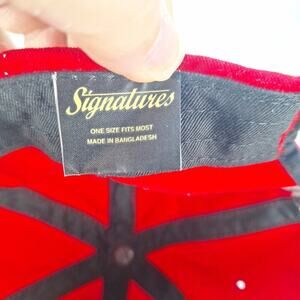 Signatures
ONE SIZE FITS MOST
MADE IN BANGLADESH